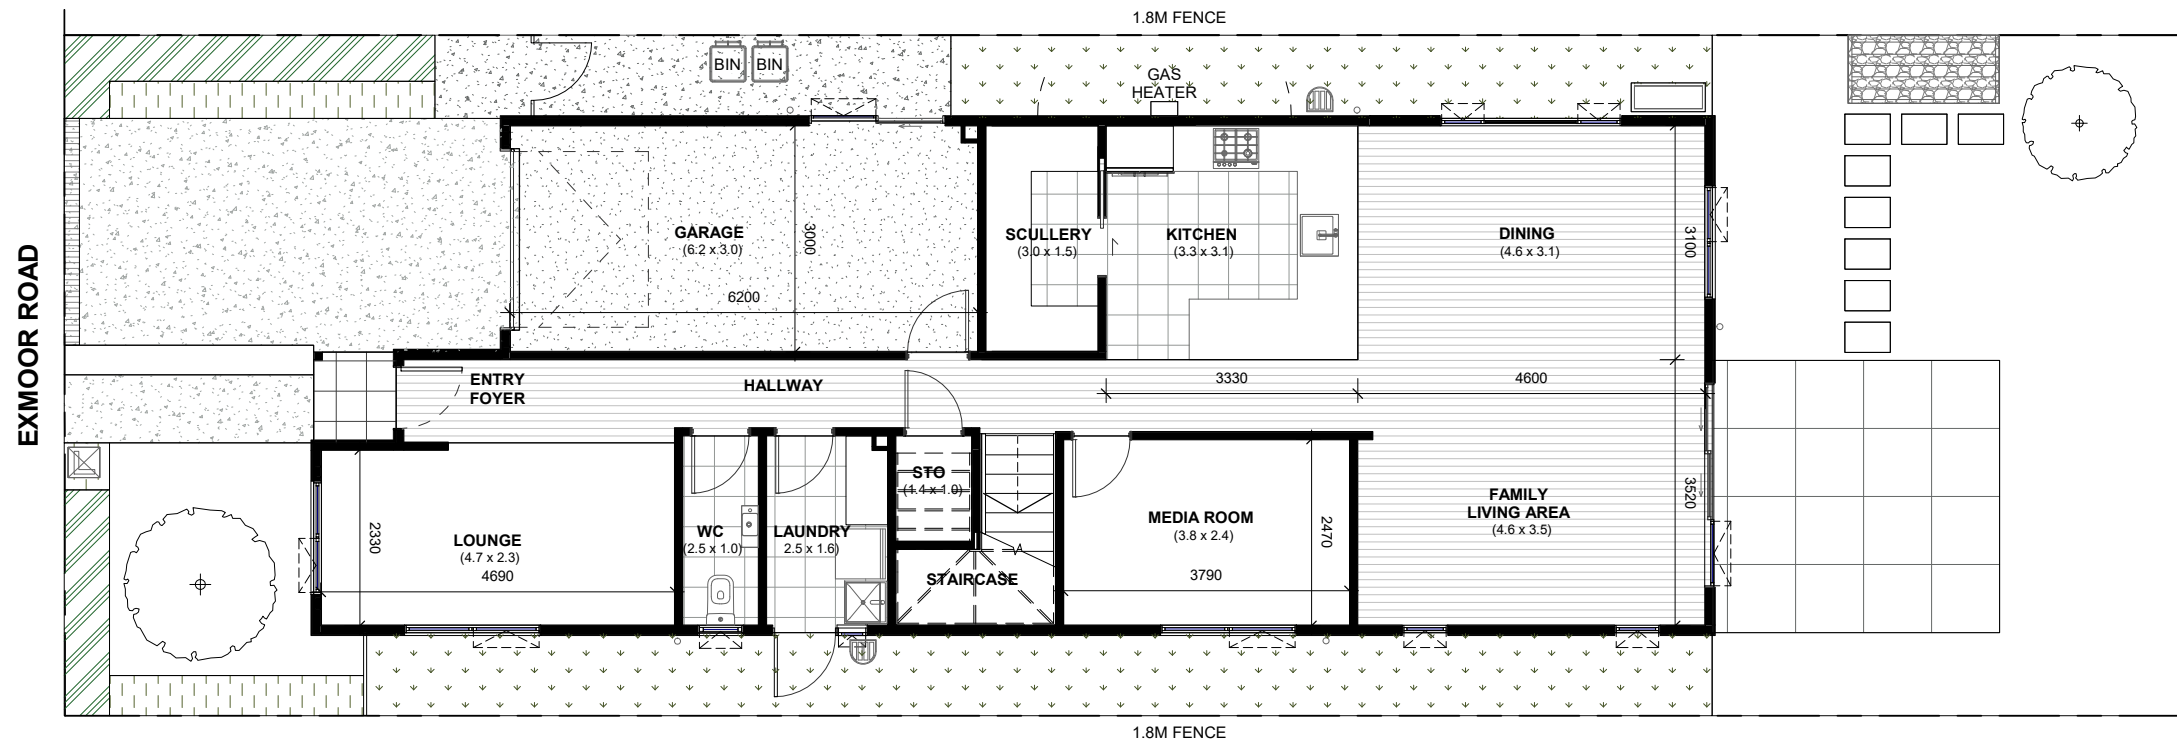 1.8M FENCE
BIN
BIN
GAS
HEATER
EXMOOR ROAD
GARAGE
(6.2 x 3.0)
3000
6200
SCULLERY
(3.0 x 1.5)
KITCHEN
(3.3 x 3.1)
DINING
(4.6 x 3.1)
3100
ENTRY
FOYER
HALLWAY
3330
4600
LOUNGE
(4.7 x 2.3)
4690
2330
WC
(2.5 x 1.0)
LAUNDRY
2.5 x 1.6)
STO
(1.4 x 1.0)
STAIRCASE
MEDIA ROOM
(3.8 x 2.4)
3790
2470
FAMILY
LIVING AREA
(4.6 x 3.5)
3520
1.8M FENCE